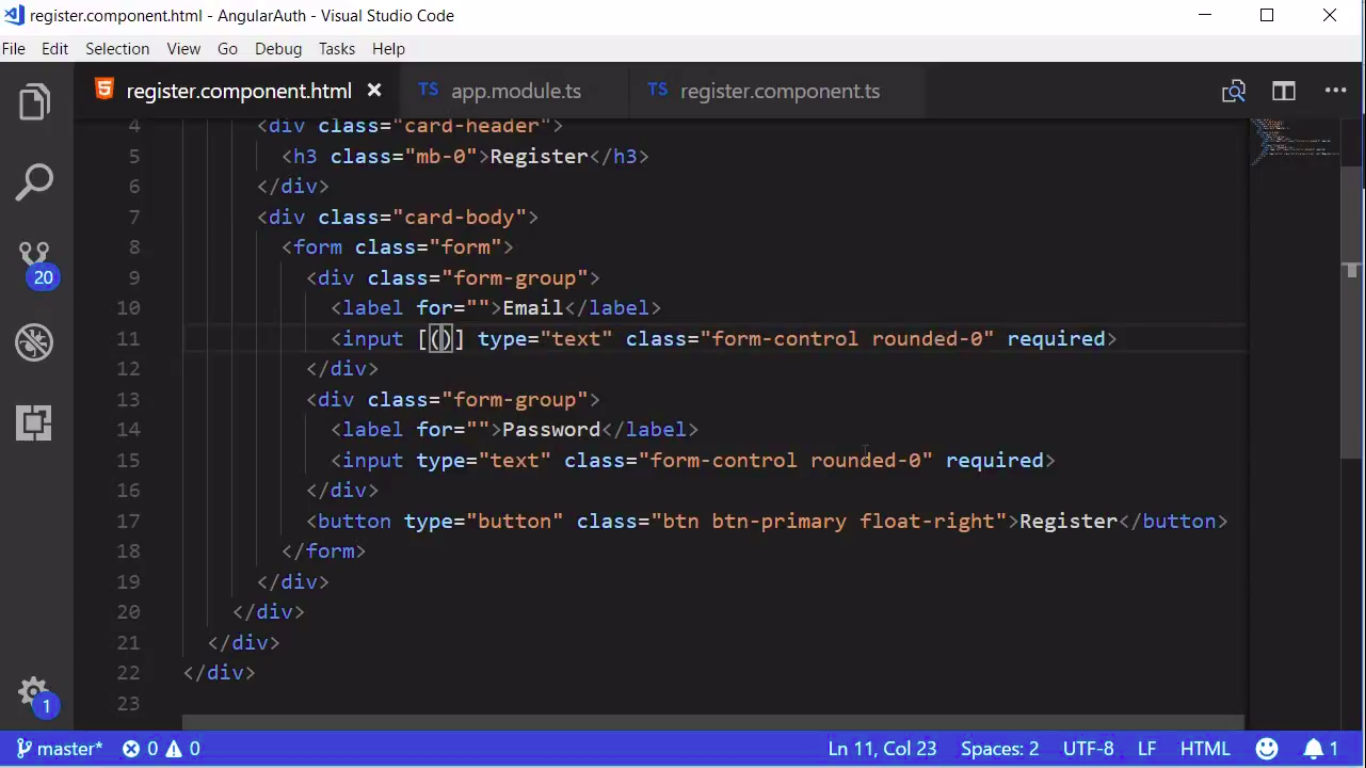 register.component.html - AngularAuth - Visual Studio Code
File Edit Selection View Go Debug Tasks Help
register.component.html TS app.module.ts TS register.component.ts
4 <div class="card-header">
5 <h3 class="mb-0">Register</h3>
6 </div>
7 <div class="card-body">
8 <form class="form">
9 <div class="form-group">
10 <label for="">Email</label>
11 <input [()] type="text" class="form-control rounded-0" required>
12 </div>
13 <div class="form-group">
14 <label for="">Password</label>
15 <input type="text" class="form-control rounded-0" required>
16 </div>
17 <button type="button" class="btn btn-primary float-right">Register</button>
18 </form>
19 </div>
20 </div>
21 </div>
22 </div>
23
20
1
master* 0 0 Ln 11, Col 23 Spaces: 2 UTF-8 LF HTML 1